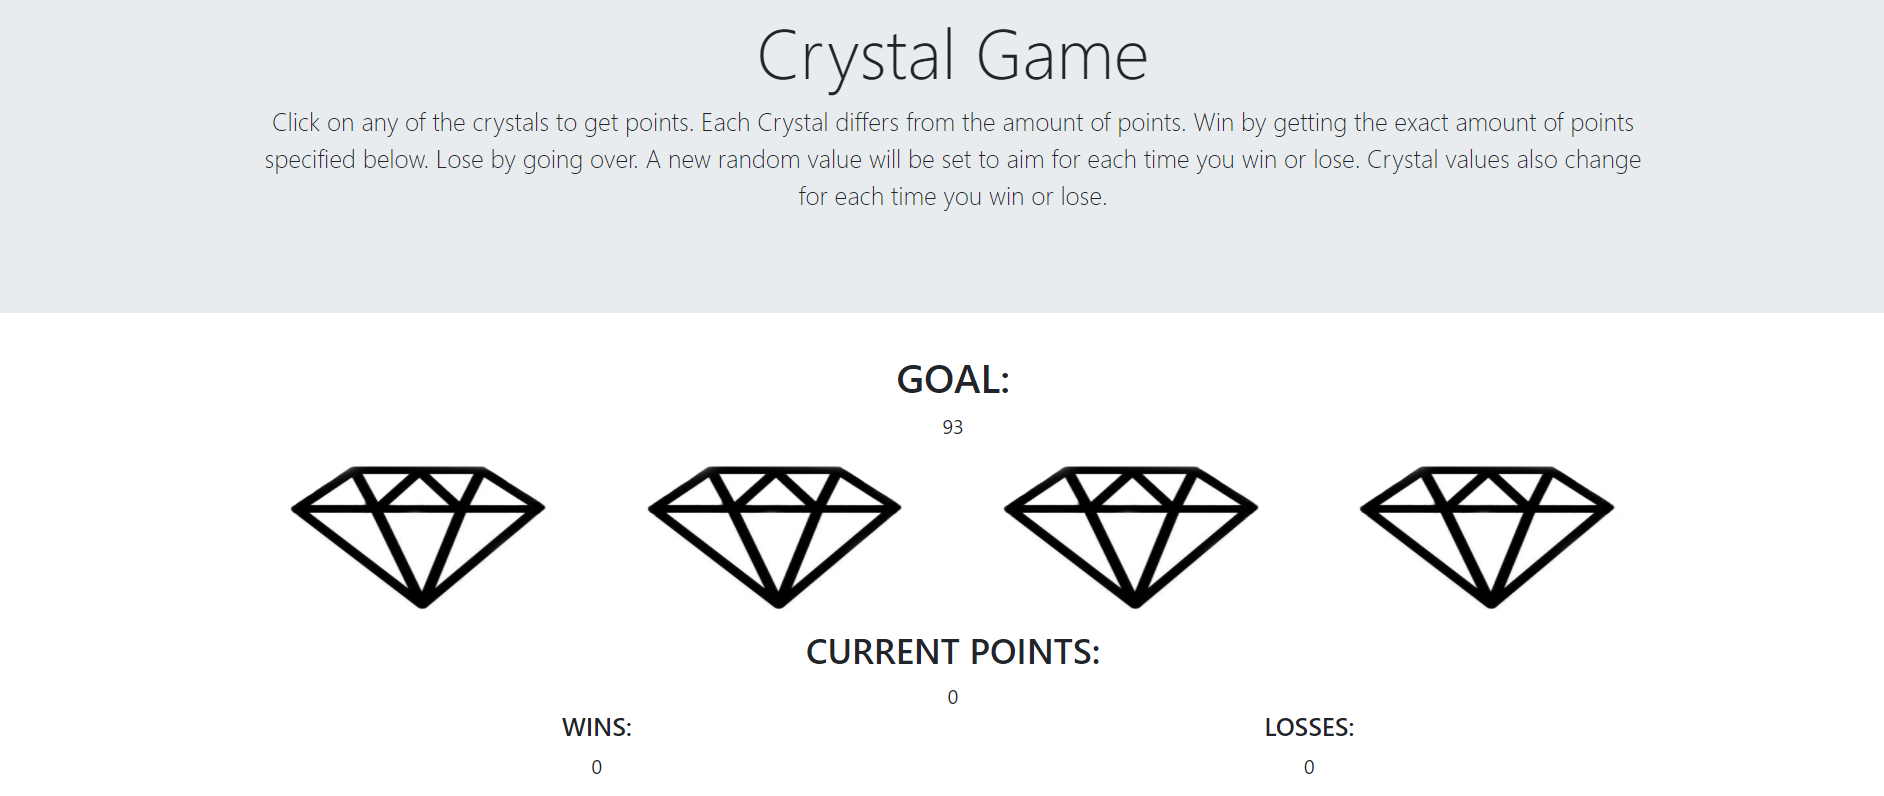 Crystal Game
Click on any of the crystals to get points. Each Crystal differs from the amount of points. Win by getting the exact amount of points
specified below. Lose by going over. A new random value will be set to aim for each time you win or lose. Crystal values also change
for each time you win or lose.
GOAL:
93
CURRENT POINTS:
0
WINS:
LOSSES:
0
0